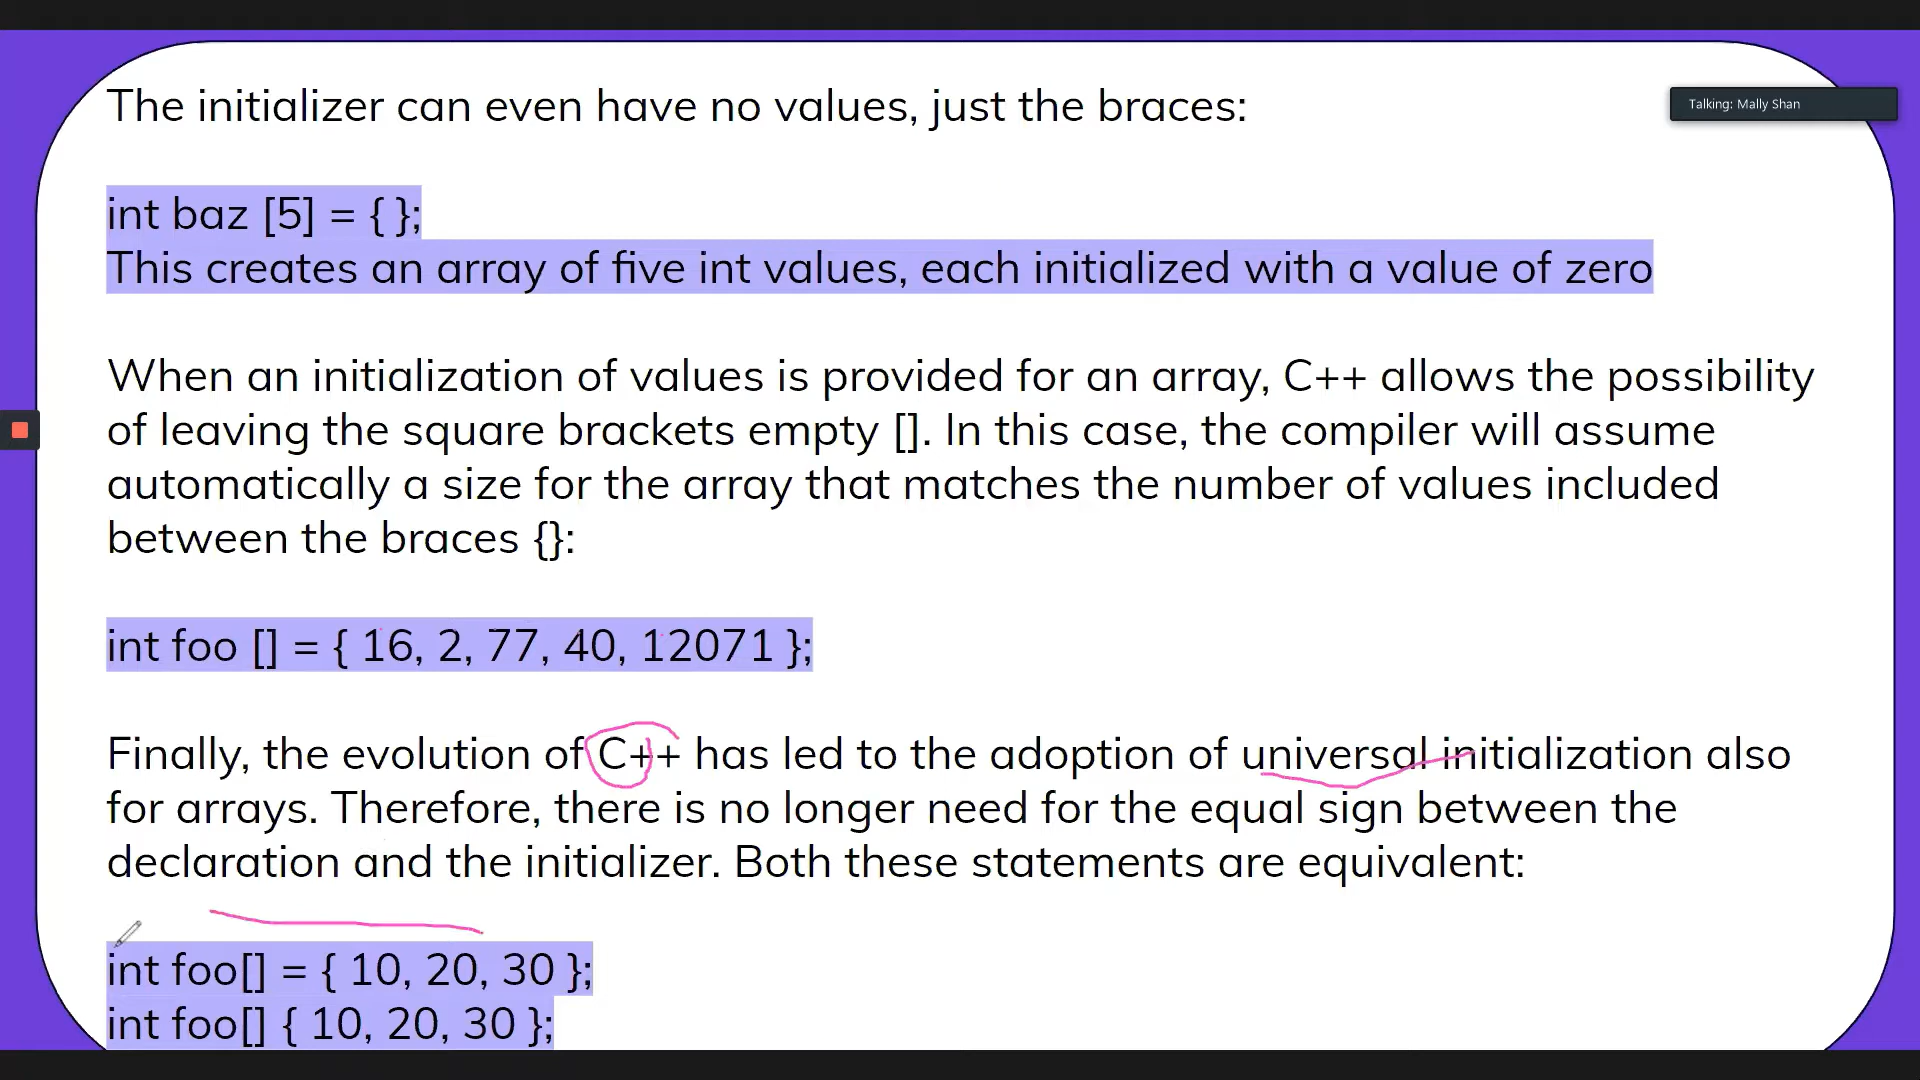 The initializer can even have no values, just the braces:
Talking: Mally Shan
int baz [5] = { };
This creates an array of five int values, each initialized with a value of zero
When an initialization of values is provided for an array, C++ allows the possibility
of leaving the square brackets empty []. In this case, the compiler will assume
automatically a size for the array that matches the number of values included
between the braces {}:
int foo [] = { 16, 2, 77, 40, 12071 };
Finally, the evolution of C++ has led to the adoption of universal initialization also
for arrays. Therefore, there is no longer need for the equal sign between the
declaration and the initializer. Both these statements are equivalent:
int foo[] = { 10, 20, 30 };
int foo[] { 10, 20, 30 };